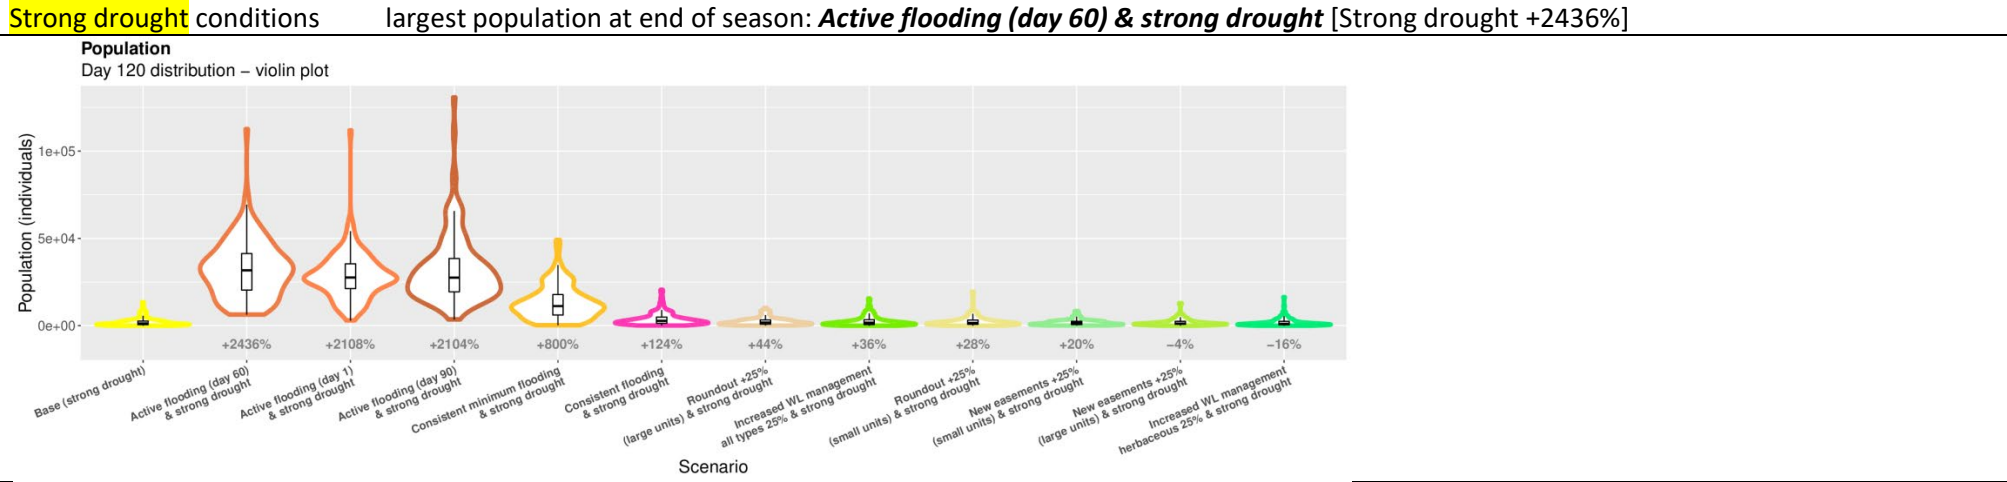 Strong drought conditions largest population at end of season: Active flooding (day 60) & strong drought [Strong drought +2436%]
Population
Day 120 distribution – violin plot
Population (individuals)
1e+05
5e+04
0e+00
+2436%
+2108%
+2104%
+800%
+124%
+44%
+36%
+28%
+20%
−4%
−16%
Base (strong drought)
Active flooding (day 60)
& strong drought
Active flooding (day 1)
& strong drought
Active flooding (day 90)
& strong drought
Consistent minimum flooding
& strong drought
Consistent flooding
& strong drought
Roundout +25%
(large units) & strong drought
Increased WL management
all types 25% & strong drought
Roundout +25%
(small units) & strong drought
New easements +25%
(small units) & strong drought
New easements +25%
(large units) & strong drought
Increased WL management
herbaceous 25% & strong drought
Scenario